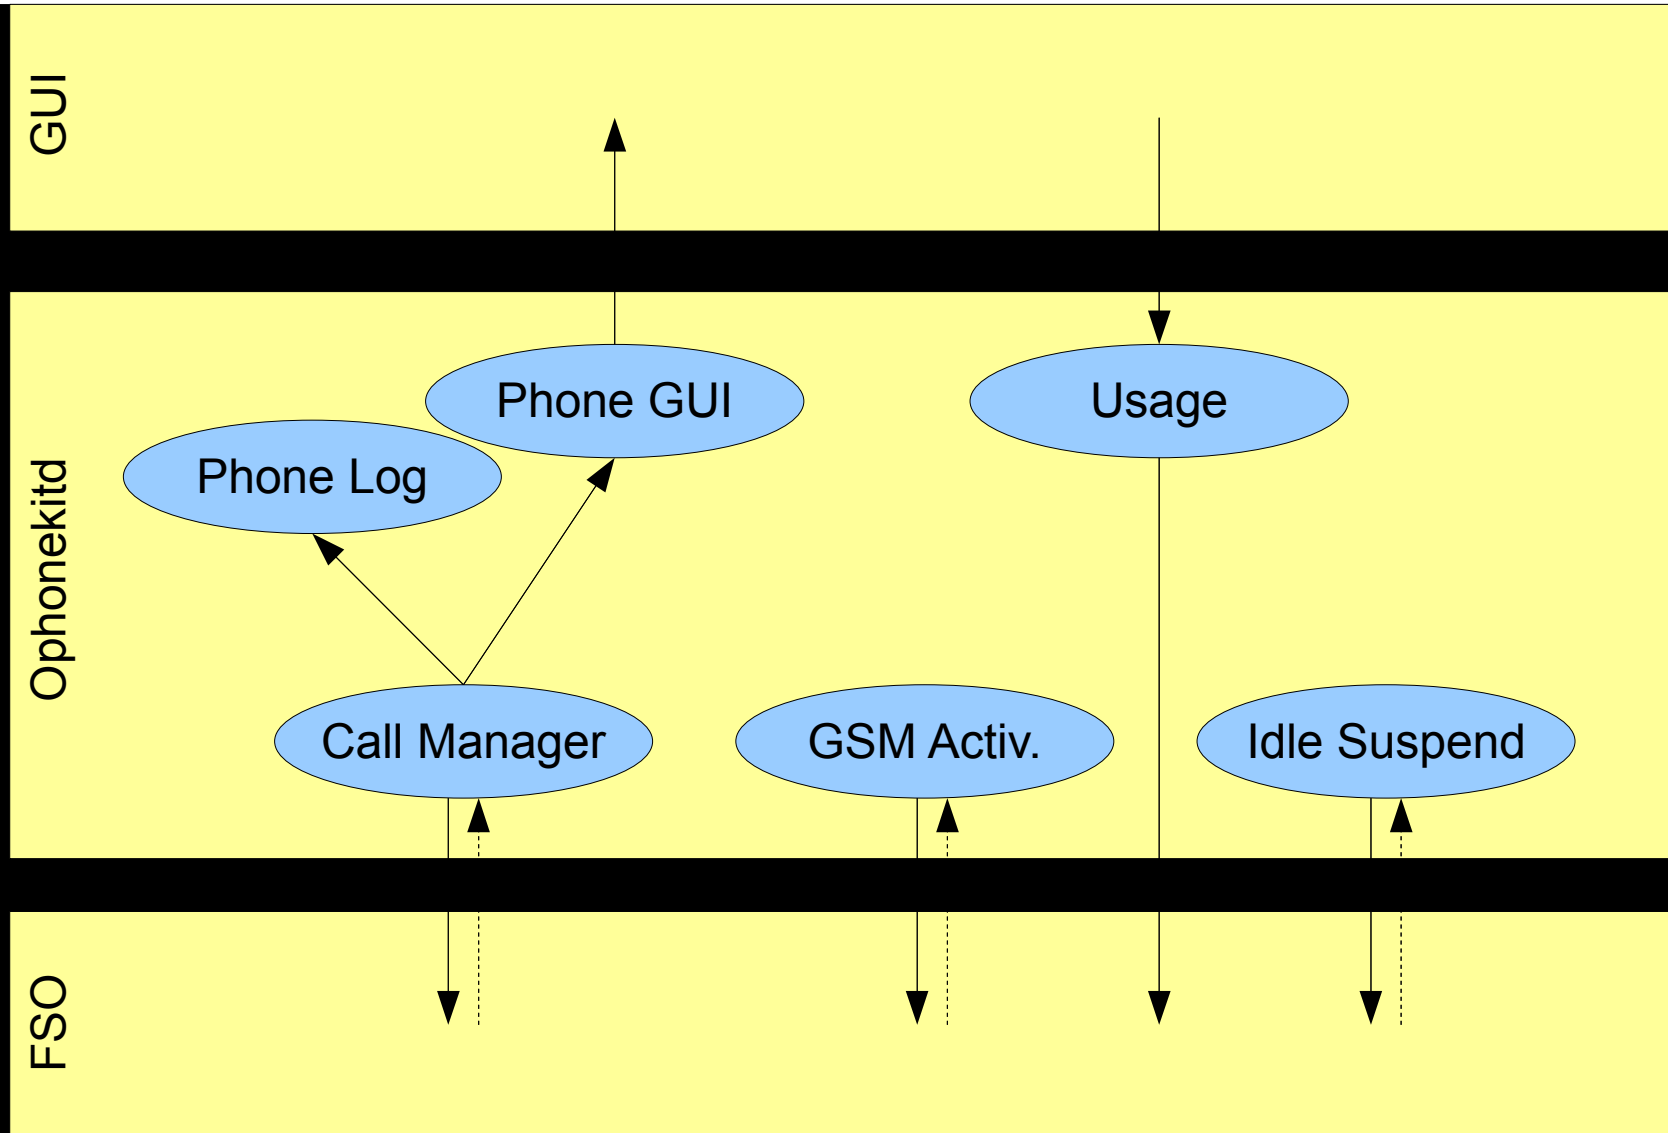 GUI
Phone GUI
Usage
Phone Log
Ophonekitd
Call Manager
GSM Activ.
Idle Suspend
FSO